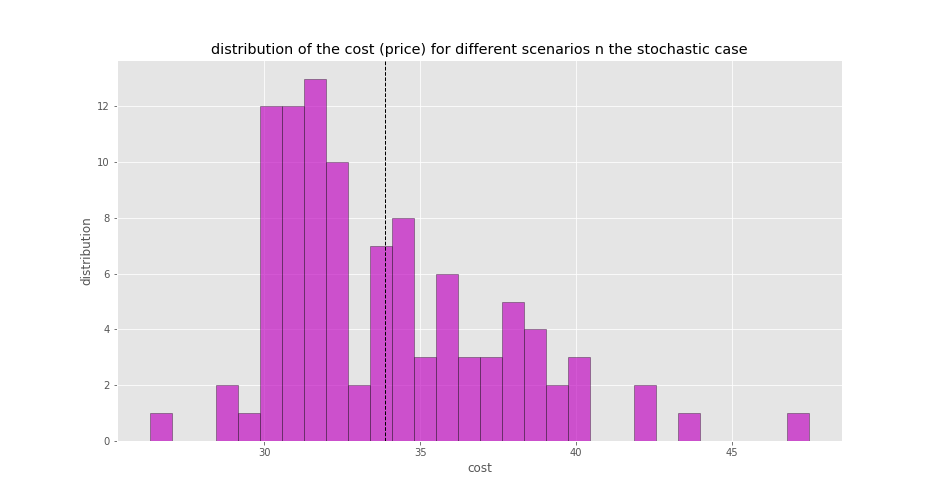 distribution of the cost (price) for different scenarios n the stochastic case
12
10
8
6
4
2
0
distribution
30 35 40 45
cost